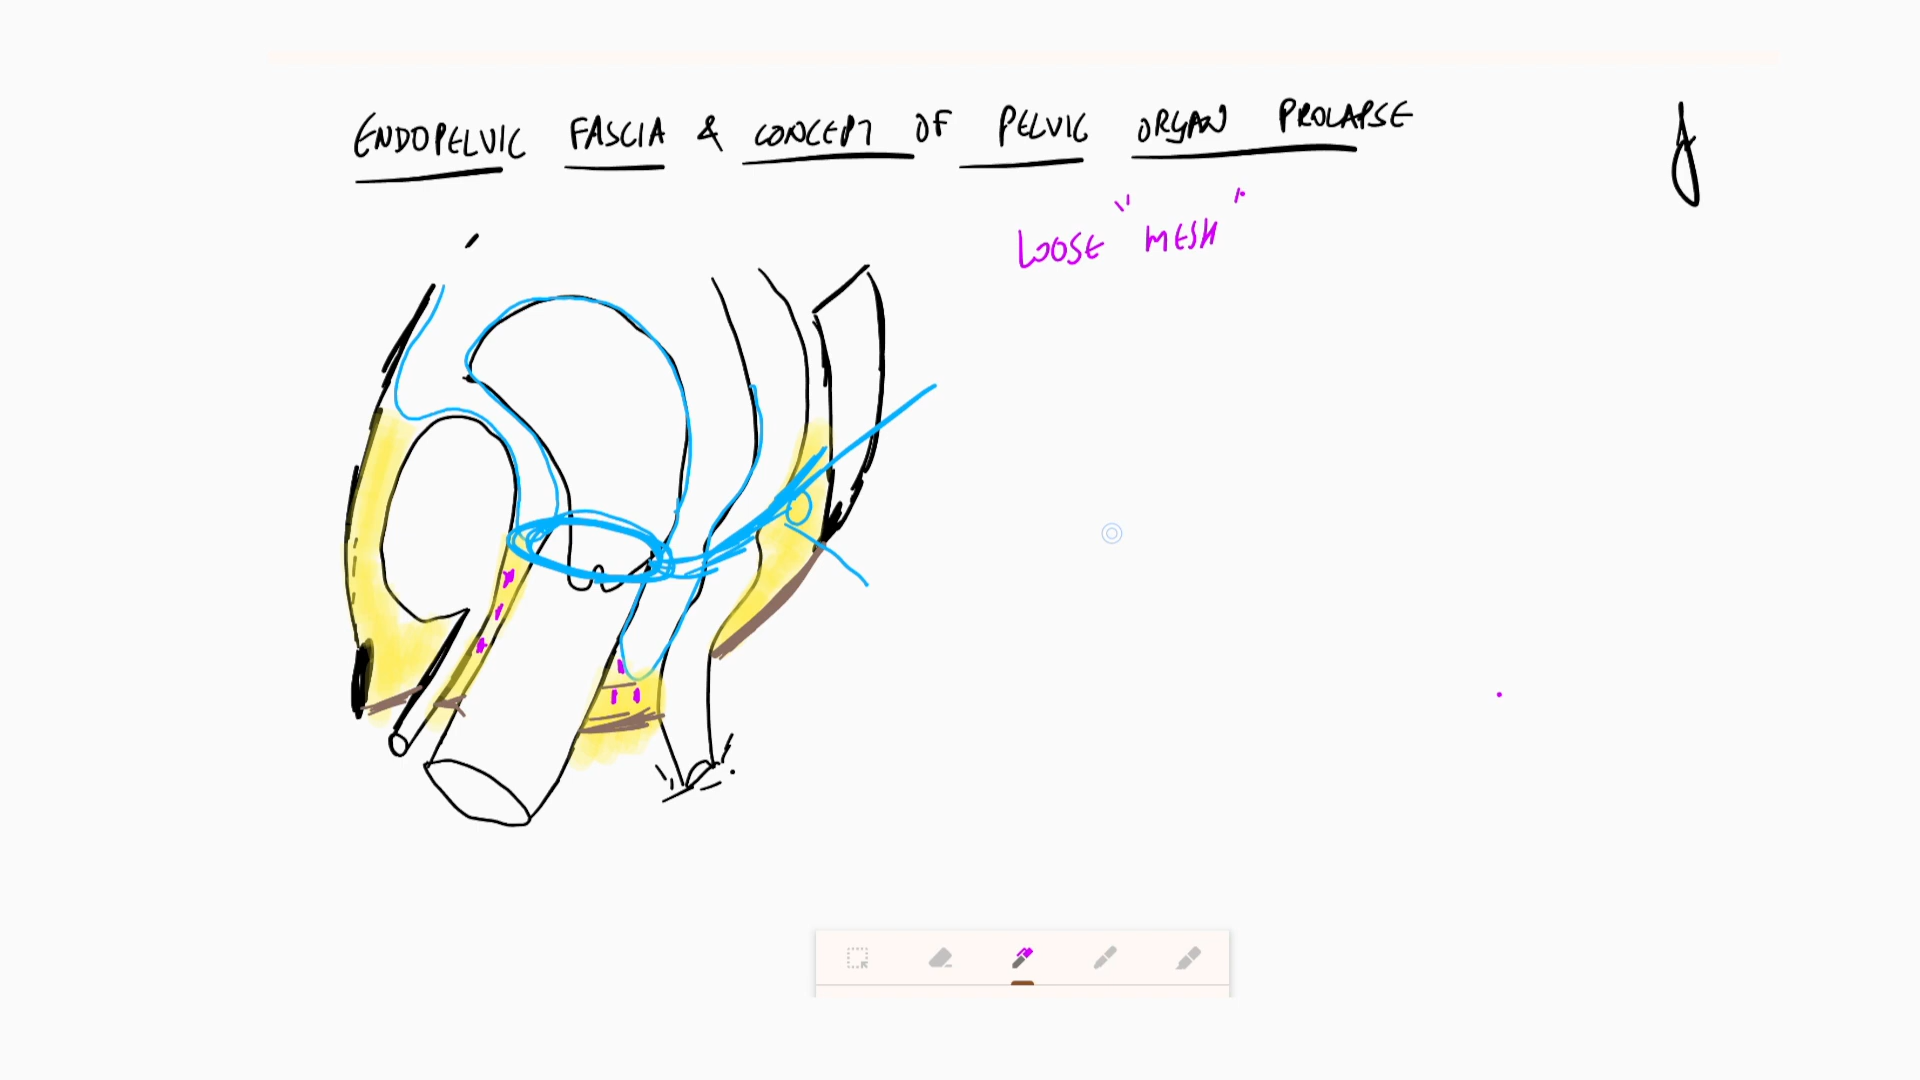 ENDOPELVIC FASCIA & CONCEPT OF PELVIC ORGAN PROLAPSE
LOOSE "MESH"